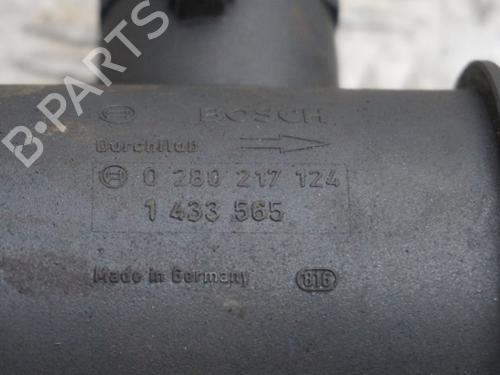 B-PARTS
BOSCH
Durchfluß
0 280 217 124
1 433 565
Made in Germany 816